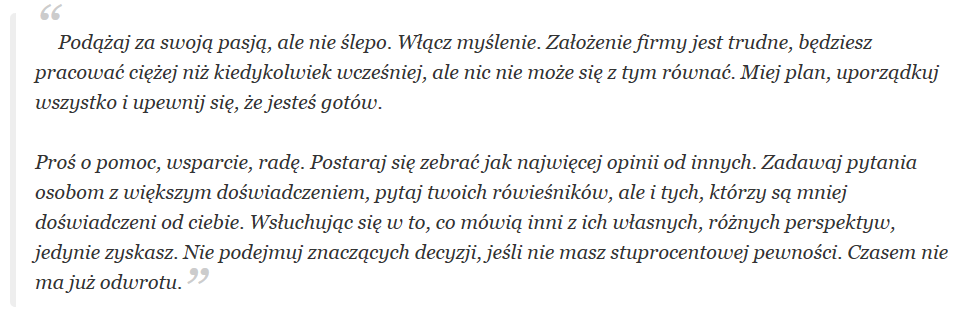 “
Podążaj za swoją pasją, ale nie ślepo. Włącz myślenie. Założenie firmy jest trudne, będziesz
pracować ciężej niż kiedykolwiek wcześniej, ale nic nie może się z tym równać. Miej plan, uporządkuj
wszystko i upewnij się, że jesteś gotów.
Proś o pomoc, wsparcie, radę. Postaraj się zebrać jak najwięcej opinii od innych. Zadawaj pytania
osobom z większym doświadczeniem, pytaj twoich rówieśników, ale i tych, którzy są mniej
doświadczeni od ciebie. Wsłuchując się w to, co mówią inni z ich własnych, różnych perspektyw,
jedynie zyskasz. Nie podejmuj znaczących decyzji, jeśli nie masz stuprocentowej pewności. Czasem nie
ma już odwrotu. ”